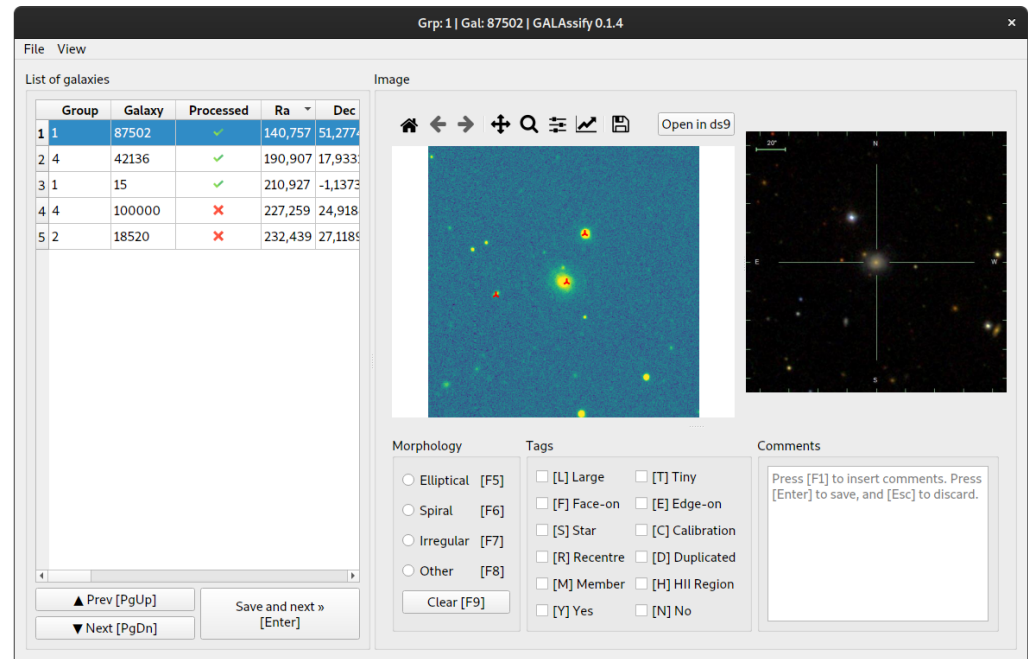 Grp: 1 | Gal: 87502 | GALAssify 0.1.4 ×
File View
List of galaxies
Group Galaxy Processed Ra Dec
1 1 87502 140,757 51,2774
2 4 42136 190,907 17,933
3 1 15 210,927 -1,1373
4 4 100000 227,259 24,918
5 2 18520 232,439 27,1189
▲ Prev [PgUp]
▼ Next [PgDn]
Save and next »
[Enter]
Image
Open in ds9
20"
N
E W
S
Morphology
Elliptical [F5]
Spiral [F6]
Irregular [F7]
Other [F8]
Clear [F9]
Tags
[L] Large [T] Tiny
[F] Face-on [E] Edge-on
[S] Star [C] Calibration
[R] Recentre [D] Duplicated
[M] Member [H] HII Region
[Y] Yes [N] No
Comments
Press [F1] to insert comments. Press
[Enter] to save, and [Esc] to discard.